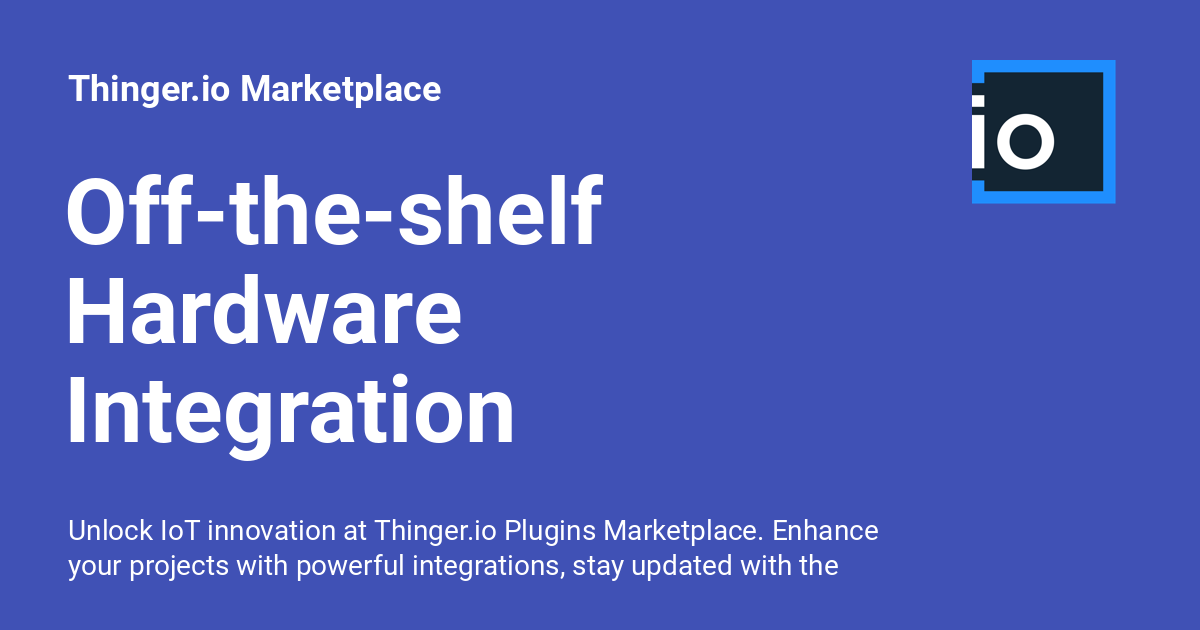 Thinger.io Marketplace
io
Off-the-shelf
Hardware
Integration
Unlock IoT innovation at Thinger.io Plugins Marketplace. Enhance
your projects with powerful integrations, stay updated with the